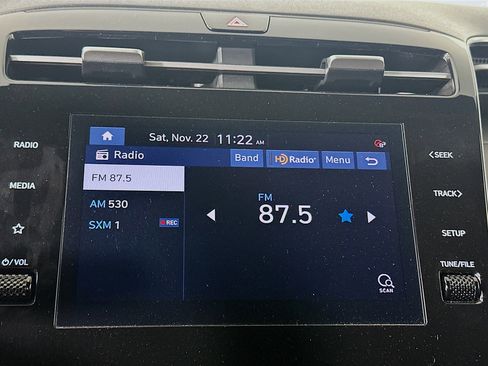 Sat, Nov. 22 11:22 AM
Radio Band HD Radio Menu
FM 87.5
AM 530
SXM 1 REC
FM
87.5
SCAN
RADIO
MEDIA
/VOL
<SEEK
TRACK>
SETUP
TUNE/FILE